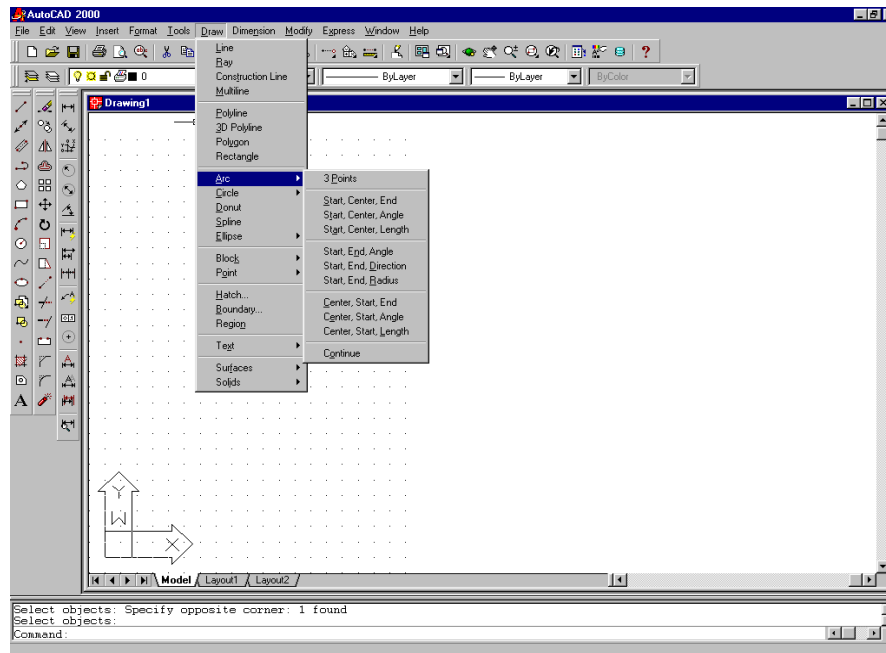 AutoCAD 2000
File Edit View Insert Format Tools Draw Dimension Modify Express Window Help
0 ByLayer ByLayer ByColor
Drawing1
Line
Ray
Construction Line
Multiline
Polyline
3D Polyline
Polygon
Rectangle
Arc
Circle
Donut
Spline
Ellipse
Block
Point
Hatch...
Boundary...
Region
Text
Surfaces
Solids
3 Points
Start, Center, End
Start, Center, Angle
Start, Center, Length
Start, End, Angle
Start, End, Direction
Start, End, Radius
Center, Start, End
Center, Start, Angle
Center, Start, Length
Continue
A
Y
W
X
Model Layout1 Layout2
Select objects: Specify opposite corner: 1 found
Select objects:
Command: